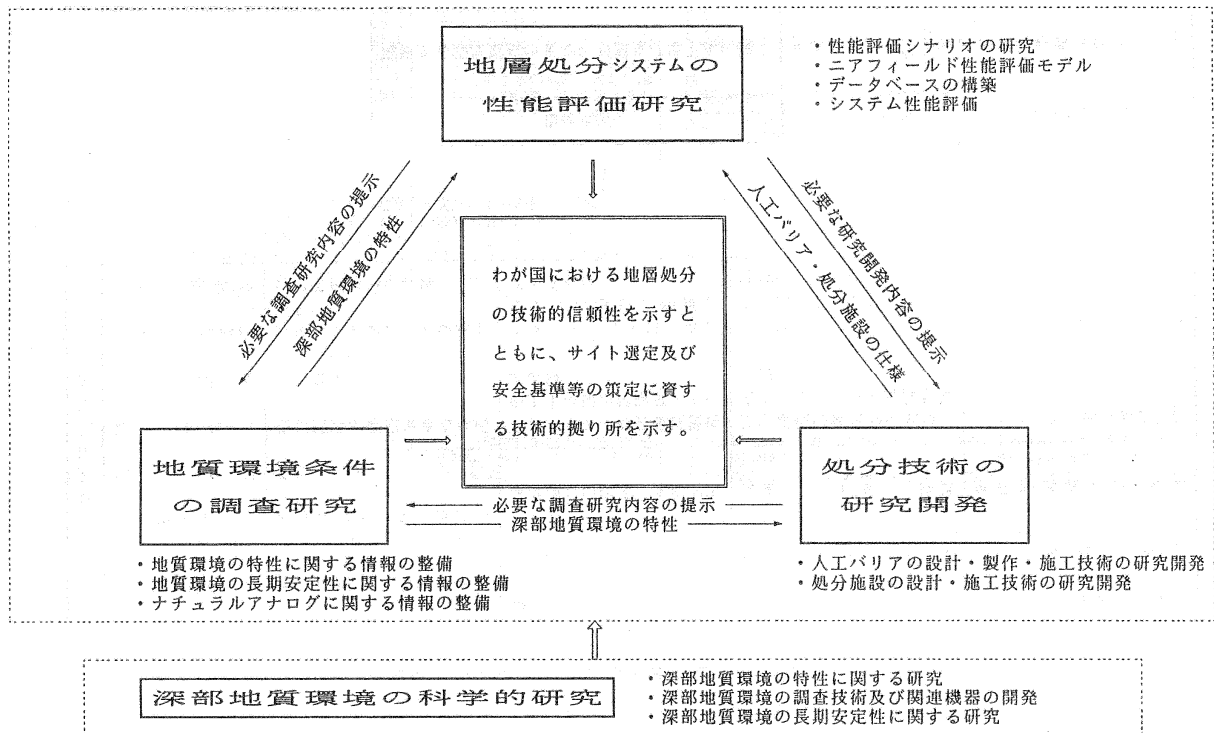 地層処分システムの
性能評価研究
・性能評価シナリオの研究
・ニアフィールド性能評価モデル
・データベースの構築
・システム性能評価
必要な調査研究内容の提示
深部地質環境の特性
必要な研究開発内容の提示
人工バリア・処分施設の仕様
わが国における地層処分
の技術的信頼性を示すと
ともに、サイト選定及び
安全基準等の策定に資す
る技術的拠り所を示す。
地質環境条件
の調査研究
処分技術の
研究開発
必要な調査研究内容の提示
深部地質環境の特性
・地質環境の特性に関する情報の整備
・地質環境の長期安定性に関する情報の整備
・ナチュラルアナログに関する情報の整備
・人工バリアの設計・製作・施工技術の研究開発
・処分施設の設計・施工技術の研究開発
深部地質環境の科学的研究
・深部地質環境の特性に関する研究
・深部地質環境の調査技術及び関連機器の開発
・深部地質環境の長期安定性に関する研究